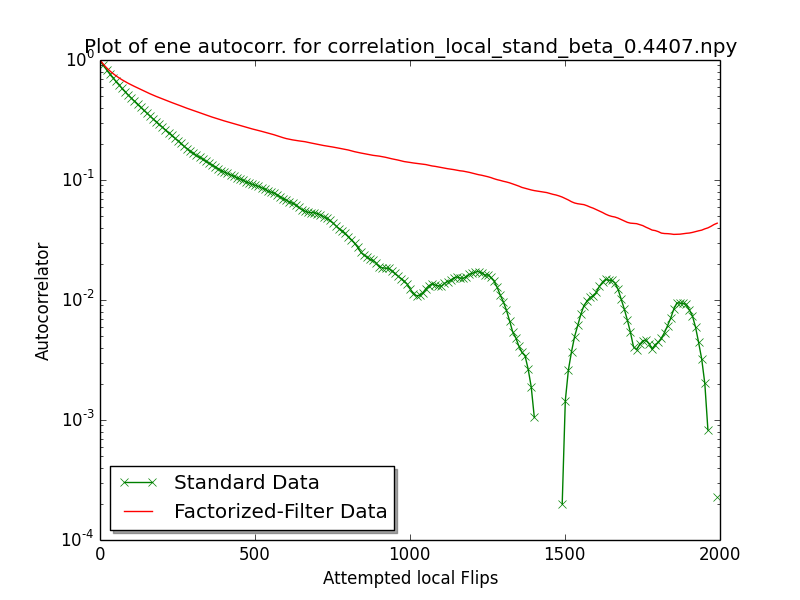 Plot of ene autocorr. for correlation_local_stand_beta_0.4407.npy
10^0
10^-1
10^-2
10^-3
10^-4
Autocorrelator
Standard Data
Factorized-Filter Data
0 500 1000 1500 2000
Attempted local Flips